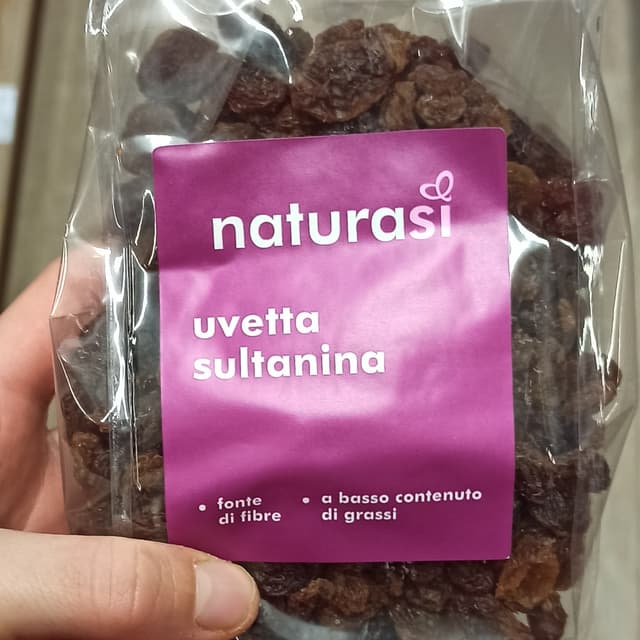 naturasì
uvetta
sultanina
• fonte
di fibre
• a basso contenuto
di grassi